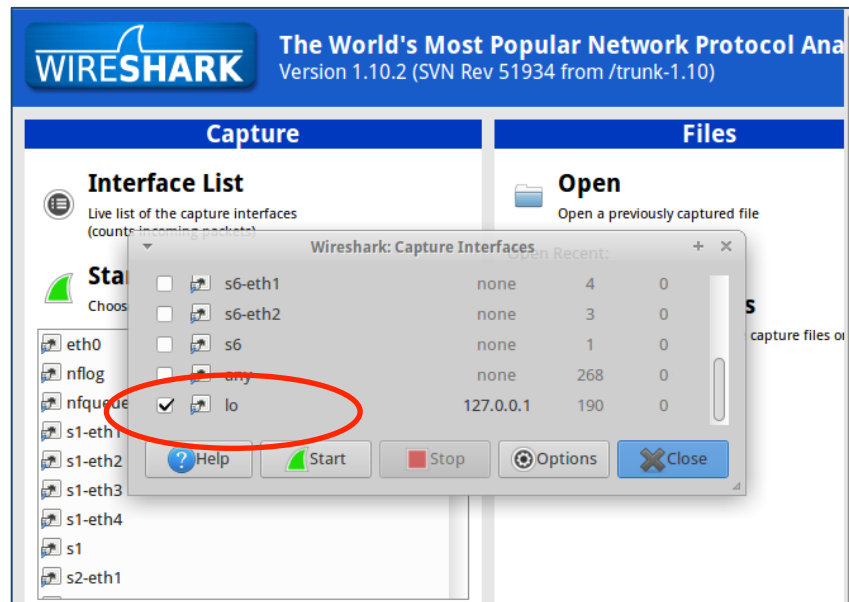 WIRESHARK
The World's Most Popular Network Protocol Ana
Version 1.10.2 (SVN Rev 51934 from /trunk-1.10)
Capture
Files
Interface List
Live list of the capture interfaces
(counts incoming packets)
Open
Open a previously captured file
Open Recent:
Wireshark: Capture Interfaces
Sta
Choos
s
capture files o
s6-eth1 none 4 0
s6-eth2 none 3 0
s6 none 1 0
any none 268 0
lo 127.0.0.1 190 0
Help Start Stop Options Close
eth0
nflog
nfqueue
s1-eth1
s1-eth2
s1-eth3
s1-eth4
s1
s2-eth1